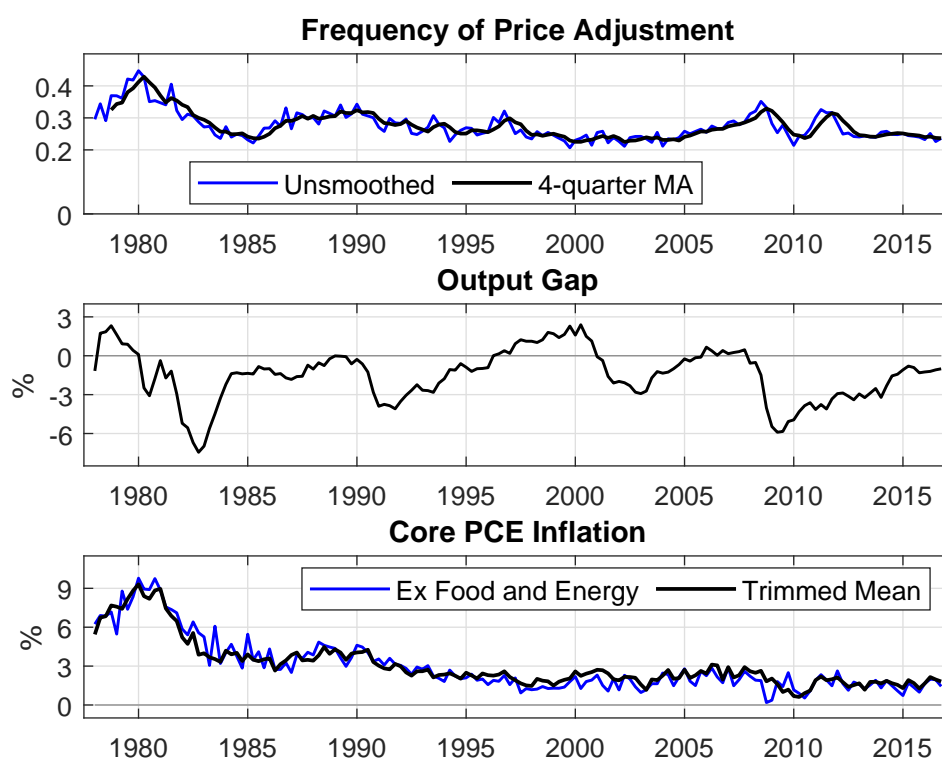 Frequency of Price Adjustment
0.4
0.3
0.2
0
Unsmoothed 4-quarter MA
1980 1985 1990 1995 2000 2005 2010 2015
Output Gap
3
0
-3
-6
%
1980 1985 1990 1995 2000 2005 2010 2015
Core PCE Inflation
9
6
3
0
%
Ex Food and Energy Trimmed Mean
1980 1985 1990 1995 2000 2005 2010 2015